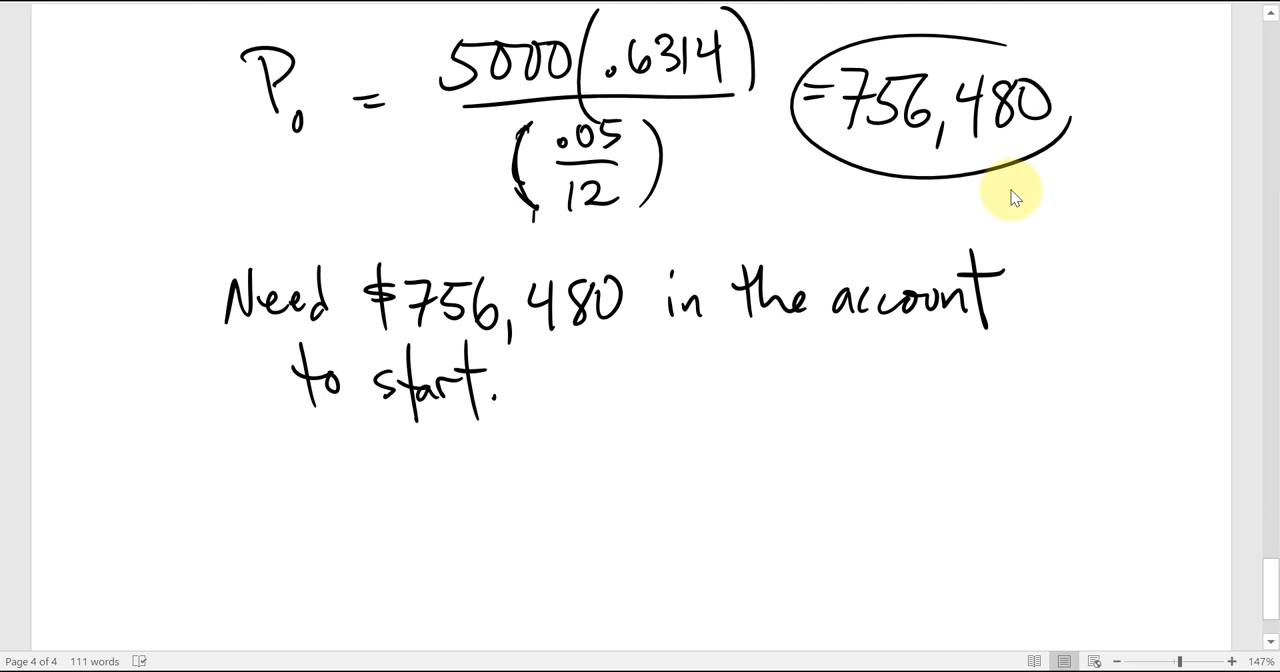 P₀ = 5000(.6314) / (.05/12) = 756,480
Need $756,480 in the account
to start.
Page 4 of 4 111 words 147%